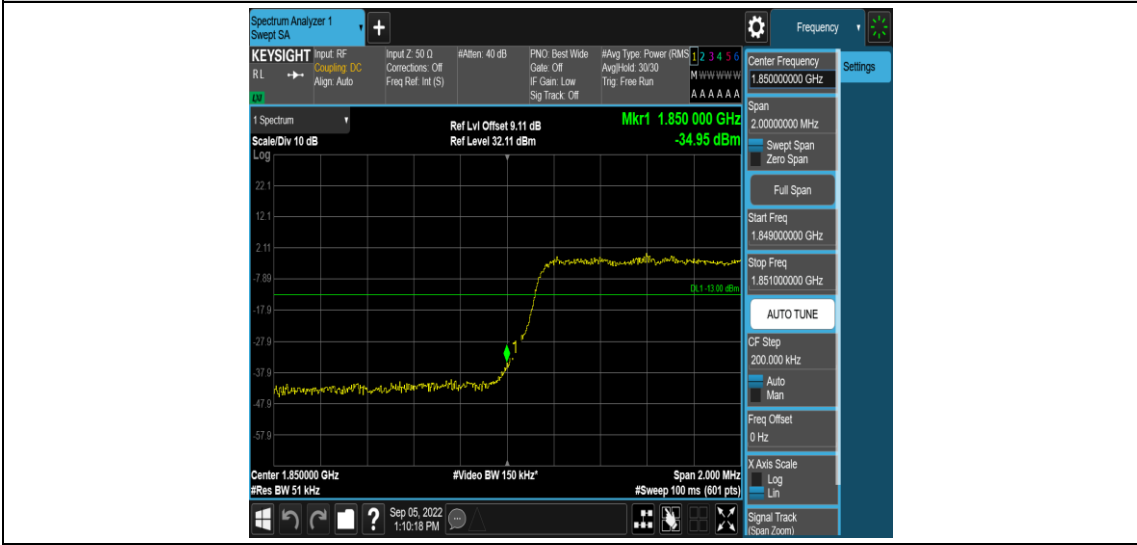 Spectrum Analyzer 1
Swept SA
Frequency
KEYSIGHT
RL
LM
Input: RF
Coupling: DC
Align: Auto
Input Z: 50 Ω
Corrections: Off
Freq Ref: Int (S)
#Atten: 40 dB
PNO: Best Wide
Gate: Off
IF Gain: Low
Sig Track: Off
#Avg Type: Power (RMS
Avg|Hold: 30/30
Trig: Free Run
1 2 3 4 5 6
M W W W W W
A A A A A A
1 Spectrum
Scale/Div 10 dB
Ref Lvl Offset 9.11 dB
Ref Level 32.11 dBm
Mkr1 1.850 000 GHz
-34.95 dBm
Log
22.1
12.1
2.11
-7.89
-17.9
-27.9
-37.9
-47.9
-57.9
DL1 -13.00 dBm
1
Center 1.850000 GHz
#Res BW 51 kHz
#Video BW 150 kHz*
Span 2.000 MHz
#Sweep 100 ms (601 pts)
Sep 05, 2022
1:10:18 PM
Center Frequency
1.850000000 GHz
Settings
Span
2.00000000 MHz
Swept Span
Zero Span
Full Span
Start Freq
1.849000000 GHz
Stop Freq
1.851000000 GHz
AUTO TUNE
CF Step
200.000 kHz
Auto
Man
Freq Offset
0 Hz
X Axis Scale
Log
Lin
Signal Track
(Span Zoom)